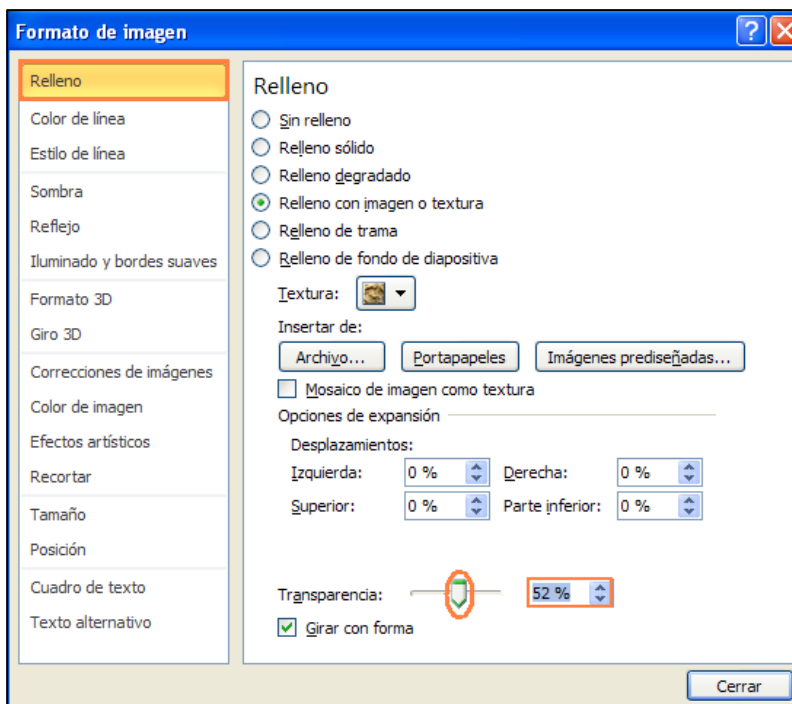 Formato de imagen
Relleno
Color de línea
Estilo de línea
Sombra
Reflejo
Iluminado y bordes suaves
Formato 3D
Giro 3D
Correcciones de imágenes
Color de imagen
Efectos artísticos
Recortar
Tamaño
Posición
Cuadro de texto
Texto alternativo
Relleno
Sin relleno
Relleno sólido
Relleno degradado
Relleno con imagen o textura
Relleno de trama
Relleno de fondo de diapositiva
Textura:
Insertar de:
Archivo... Portapapeles Imágenes prediseñadas...
Mosaico de imagen como textura
Opciones de expansión
Desplazamientos:
Izquierda: 0 % Derecha: 0 %
Superior: 0 % Parte inferior: 0 %
Transparencia: 52 %
Girar con forma
Cerrar